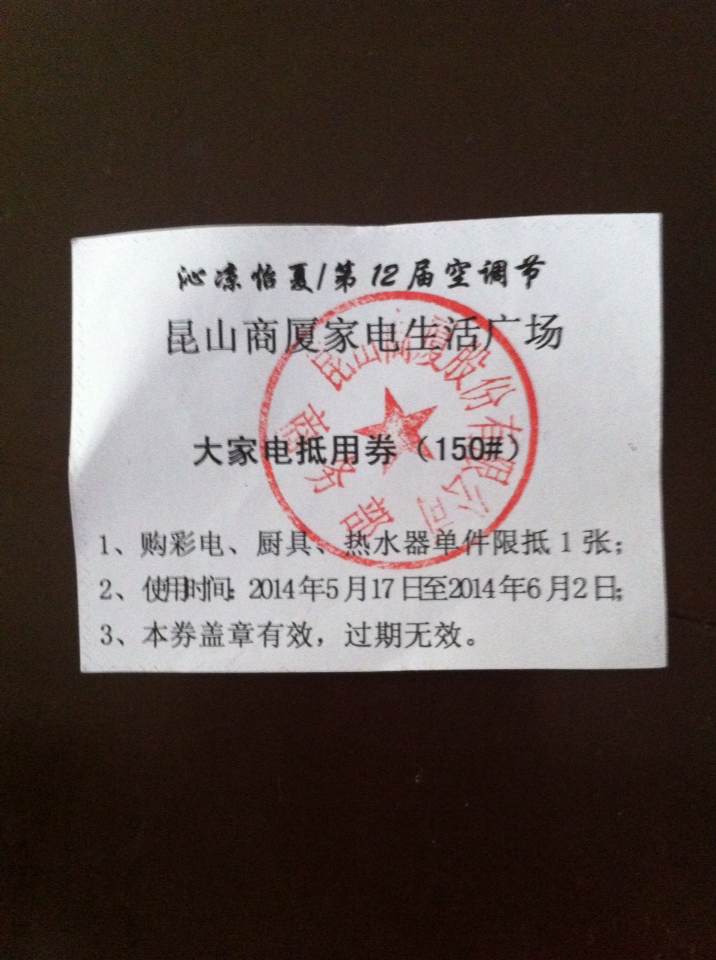 沁凉怡夏/第12届空调节
昆山商厦家电生活广场
昆山商厦股份有限公司
商务部
大家电抵用券（150#）
1、购彩电、厨具、热水器单件限抵1张；
2、使用时间：2014年5月17日至2014年6月2日；
3、本券盖章有效，过期无效。